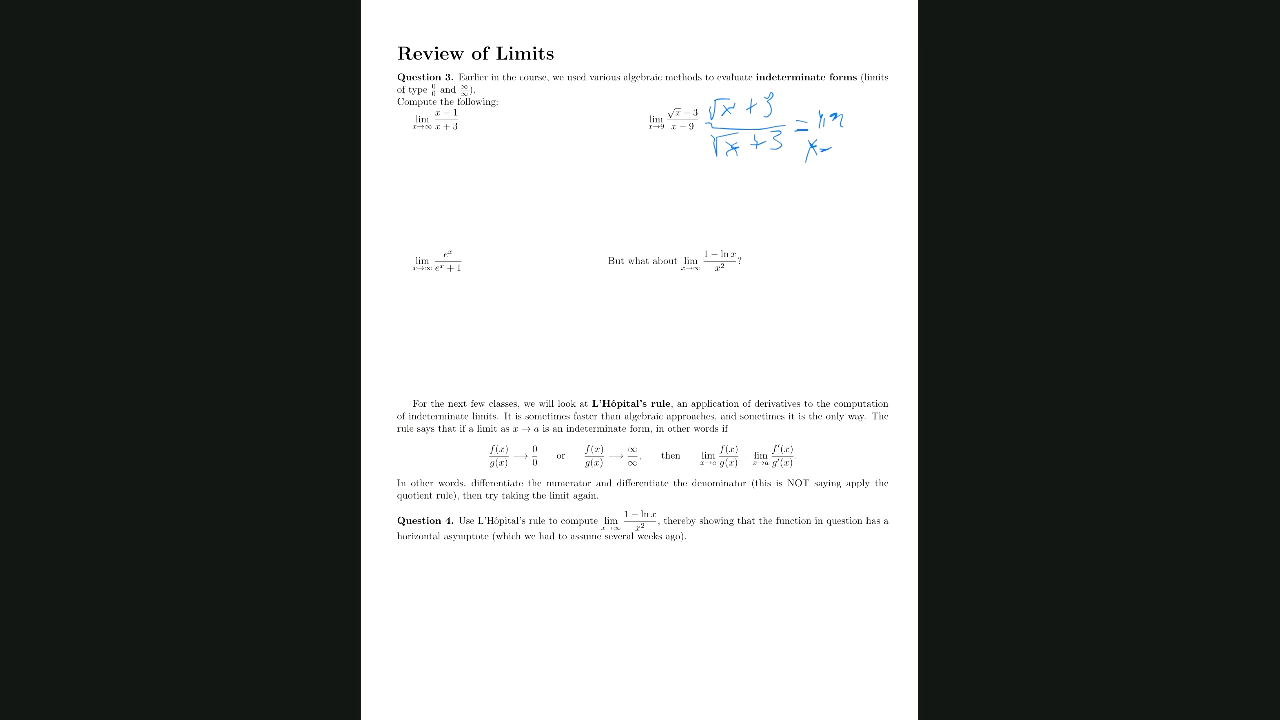 Review of Limits
Question 3. Earlier in the course, we used various algebraic methods to evaluate indeterminate forms (limits
of type 0/0 and ∞/∞).
Compute the following:
lim x→∞ (x − 1)/(x + 3)
lim x→9 (√x − 3)/(x − 9) (√x + 3)/(√x + 3) = lim x→
lim x→∞ e^x/(e^x + 1)
But what about lim x→∞ (1 − ln x)/x²?
For the next few classes, we will look at L'Hôpital's rule, an application of derivatives to the computation
of indeterminate limits. It is sometimes faster than algebraic approaches, and sometimes it is the only way. The
rule says that if a limit as x → a is an indeterminate form, in other words if
f(x)/g(x) ⟶ 0/0 or f(x)/g(x) ⟶ ∞/∞, then lim x→a f(x)/g(x) lim x→a f′(x)/g′(x)
In other words, differentiate the numerator and differentiate the denominator (this is NOT saying apply the
quotient rule), then try taking the limit again.
Question 4. Use L'Hôpital's rule to compute lim x→∞ (1 − ln x)/x², thereby showing that the function in question has a
horizontal asymptote (which we had to assume several weeks ago).